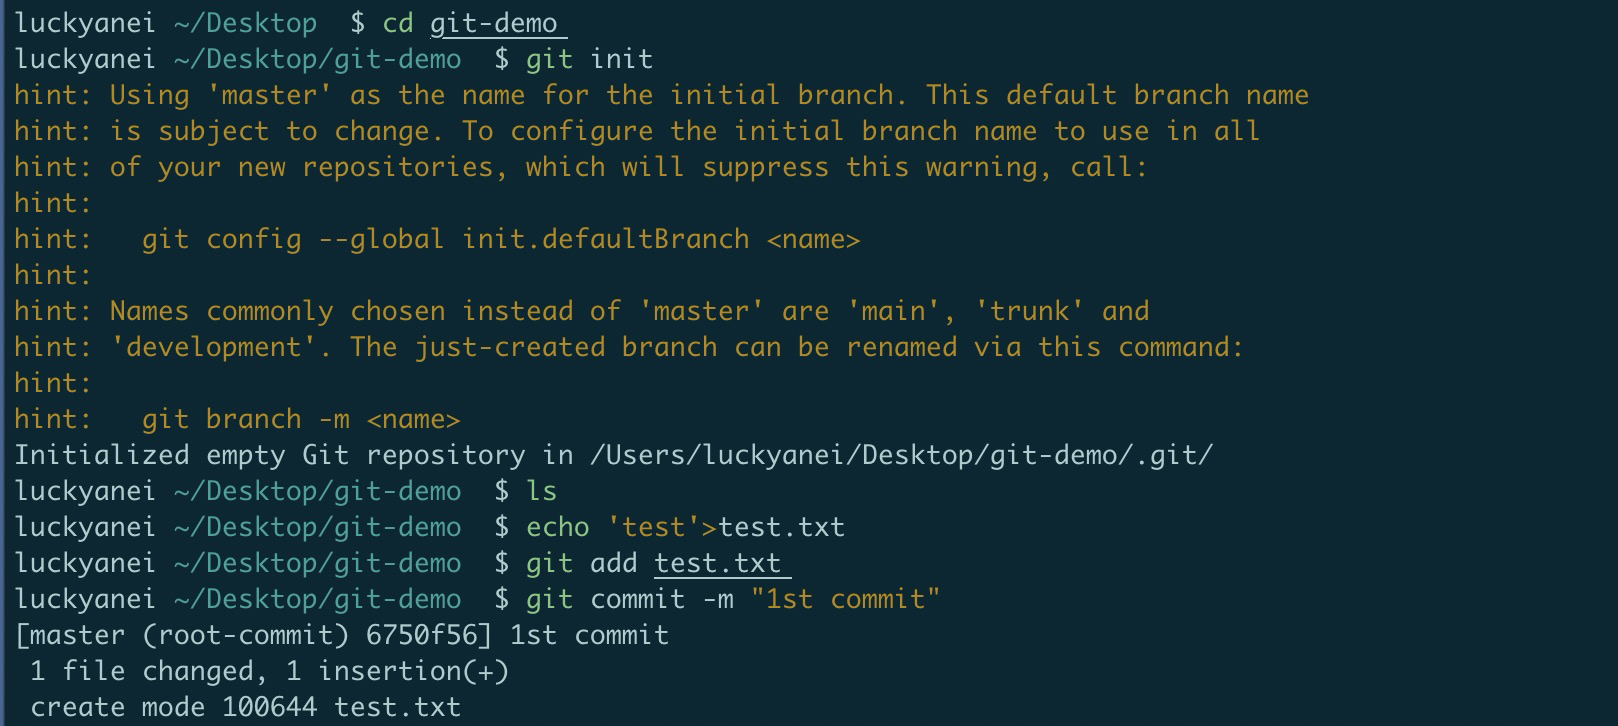 luckyanei ~/Desktop  $ cd git-demo
luckyanei ~/Desktop/git-demo  $ git init
hint: Using 'master' as the name for the initial branch. This default branch name
hint: is subject to change. To configure the initial branch name to use in all
hint: of your new repositories, which will suppress this warning, call:
hint:
hint:   git config --global init.defaultBranch <name>
hint:
hint: Names commonly chosen instead of 'master' are 'main', 'trunk' and
hint: 'development'. The just-created branch can be renamed via this command:
hint:
hint:   git branch -m <name>
Initialized empty Git repository in /Users/luckyanei/Desktop/git-demo/.git/
luckyanei ~/Desktop/git-demo  $ ls
luckyanei ~/Desktop/git-demo  $ echo 'test'>test.txt
luckyanei ~/Desktop/git-demo  $ git add test.txt
luckyanei ~/Desktop/git-demo  $ git commit -m "1st commit"
[master (root-commit) 6750f56] 1st commit
 1 file changed, 1 insertion(+)
 create mode 100644 test.txt